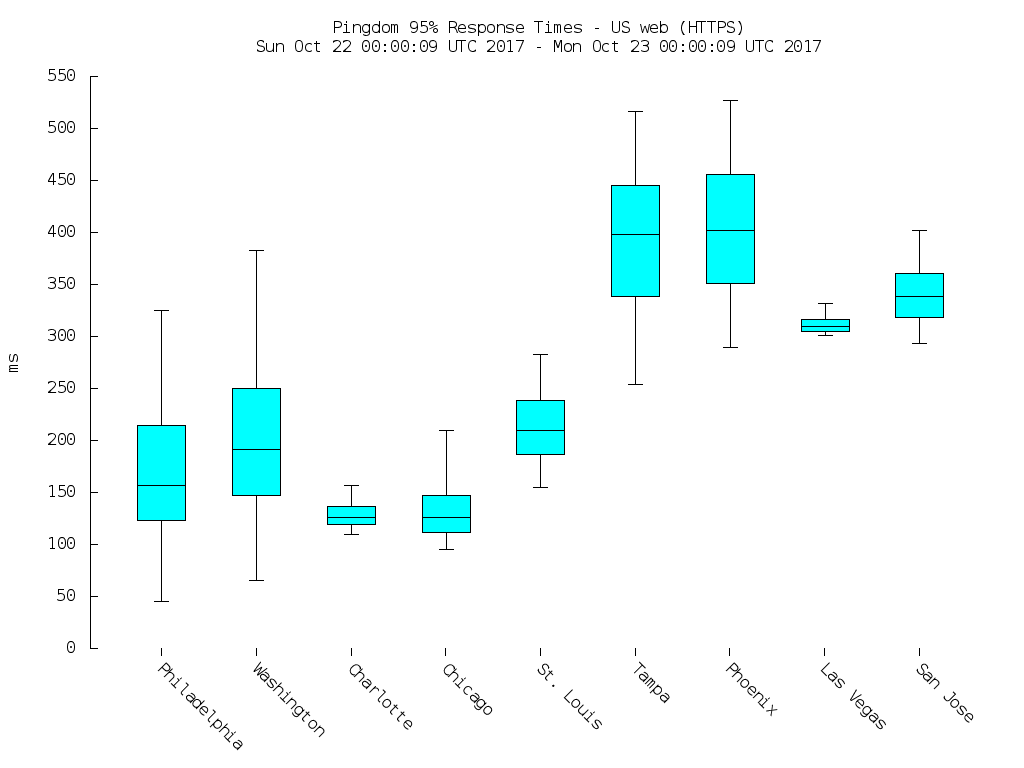 Pingdom 95% Response Times - US web (HTTPS)
Sun Oct 22 00:00:09 UTC 2017 - Mon Oct 23 00:00:09 UTC 2017
550
500
450
400
350
300
250
200
150
100
50
0
ms
Philadelphia
Washington
Charlotte
Chicago
St. Louis
Tampa
Phoenix
Las Vegas
San Jose